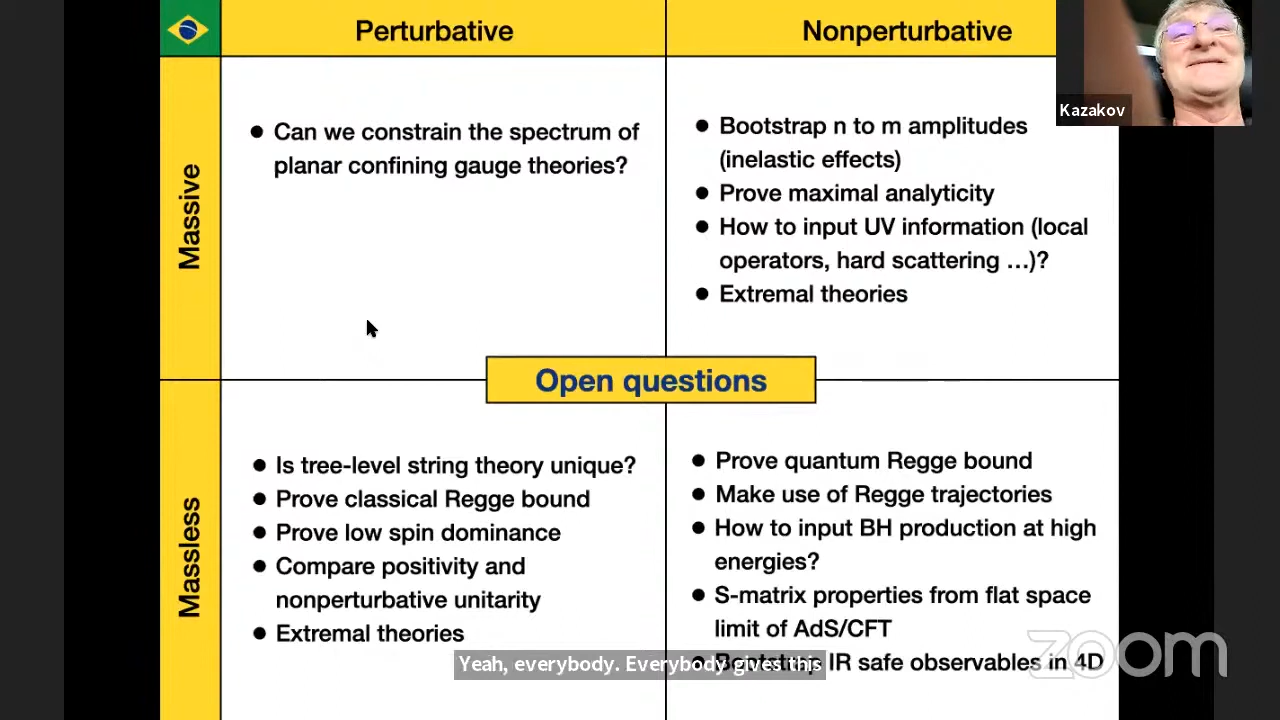 Perturbative
Nonperturbative
Kazakov
Massive
● Can we constrain the spectrum of
planar confining gauge theories?
● Bootstrap n to m amplitudes
(inelastic effects)
● Prove maximal analyticity
● How to input UV information (local
operators, hard scattering ...)?
● Extremal theories
Open questions
Massless
● Is tree-level string theory unique?
● Prove classical Regge bound
● Prove low spin dominance
● Compare positivity and
nonperturbative unitarity
● Extremal theories
● Prove quantum Regge bound
● Make use of Regge trajectories
● How to input BH production at high
energies?
● S-matrix properties from flat space
limit of AdS/CFT
● Bootstrap IR safe observables in 4D
Yeah, everybody. Everybody gives this
zoom